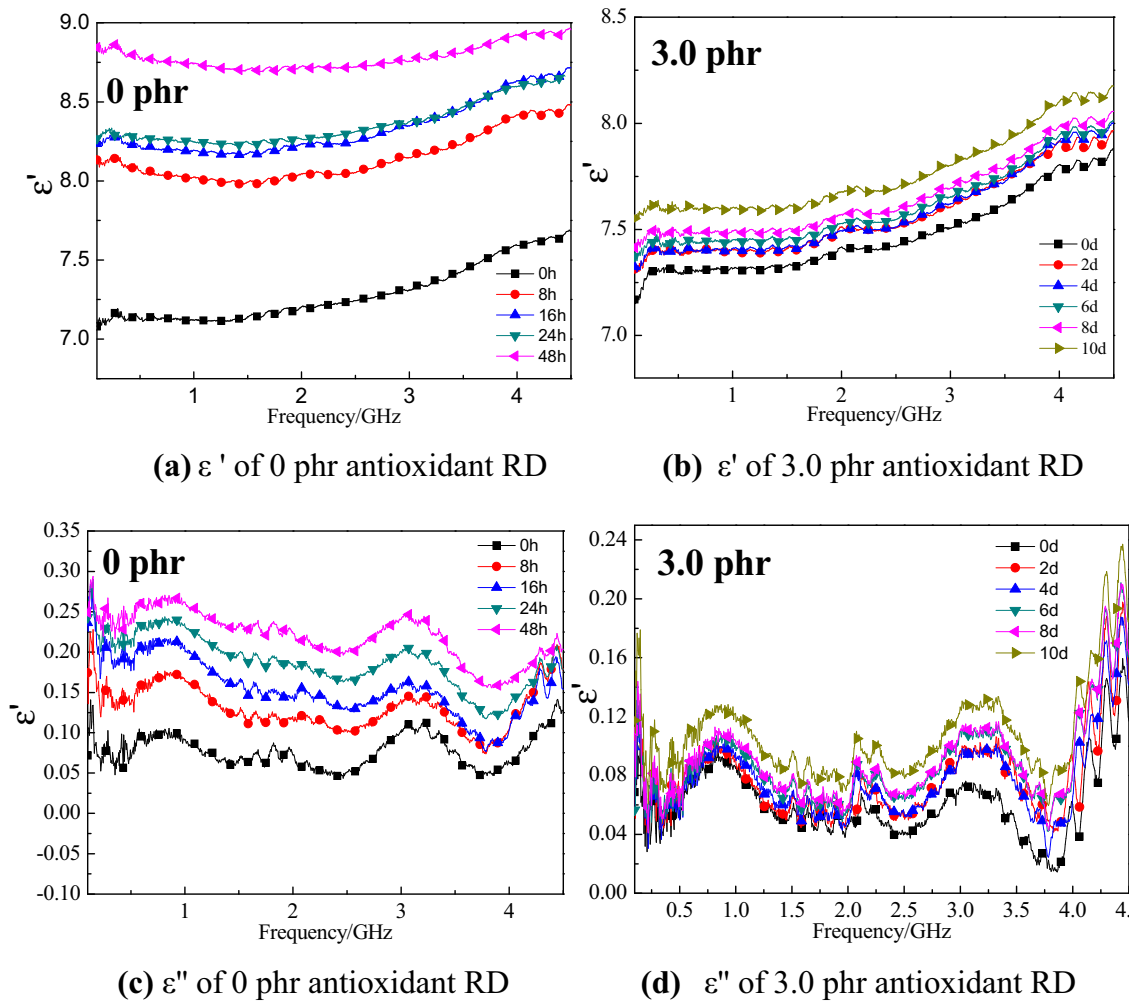 9.0
8.5
8.0
7.5
7.0
ε'
0 phr
0h
8h
16h
24h
48h
1 2 3 4
Frequency/GHz
(a) ε ' of 0 phr antioxidant RD
8.5
8.0
7.5
7.0
ε'
3.0 phr
0d
2d
4d
6d
8d
10d
1 2 3 4
Frequency/GHz
(b) ε' of 3.0 phr antioxidant RD
0.35
0.30
0.25
0.20
0.15
0.10
0.05
0.00
-0.05
-0.10
ε'
0 phr
0h
8h
16h
24h
48h
1 2 3 4
Frequency/GHz
(c) ε" of 0 phr antioxidant RD
0.24
0.20
0.16
0.12
0.08
0.04
0.00
ε'
3.0 phr
0d
2d
4d
6d
8d
10d
0.5 1.0 1.5 2.0 2.5 3.0 3.5 4.0 4.5
Frequency/GHz
(d) ε" of 3.0 phr antioxidant RD